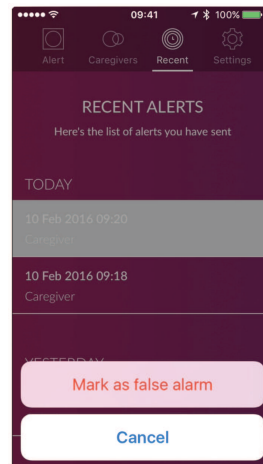 09:41 100%
Alert Caregivers Recent Settings
RECENT ALERTS
Here's the list of alerts you have sent
TODAY
10 Feb 2016 09:20
Caregiver
10 Feb 2016 09:18
Caregiver
YESTERDAY
Mark as false alarm
Cancel